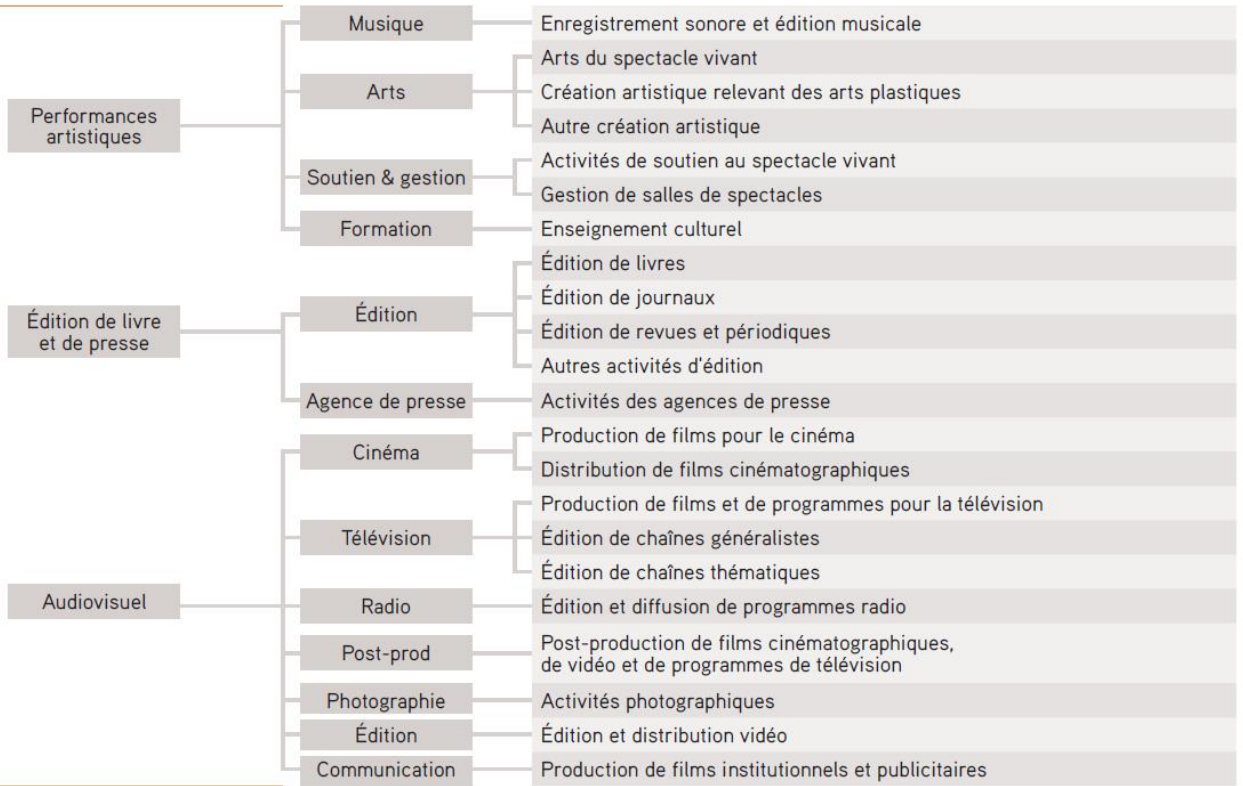 Performances
artistiques
Musique
Enregistrement sonore et édition musicale
Arts
Arts du spectacle vivant
Création artistique relevant des arts plastiques
Autre création artistique
Soutien & gestion
Activités de soutien au spectacle vivant
Gestion de salles de spectacles
Formation
Enseignement culturel
Édition de livre
et de presse
Édition
Édition de livres
Édition de journaux
Édition de revues et périodiques
Autres activités d'édition
Agence de presse
Activités des agences de presse
Audiovisuel
Cinéma
Production de films pour le cinéma
Distribution de films cinématographiques
Télévision
Production de films et de programmes pour la télévision
Édition de chaînes généralistes
Édition de chaînes thématiques
Radio
Édition et diffusion de programmes radio
Post-prod
Post-production de films cinématographiques,
de vidéo et de programmes de télévision
Photographie
Activités photographiques
Édition
Édition et distribution vidéo
Communication
Production de films institutionnels et publicitaires